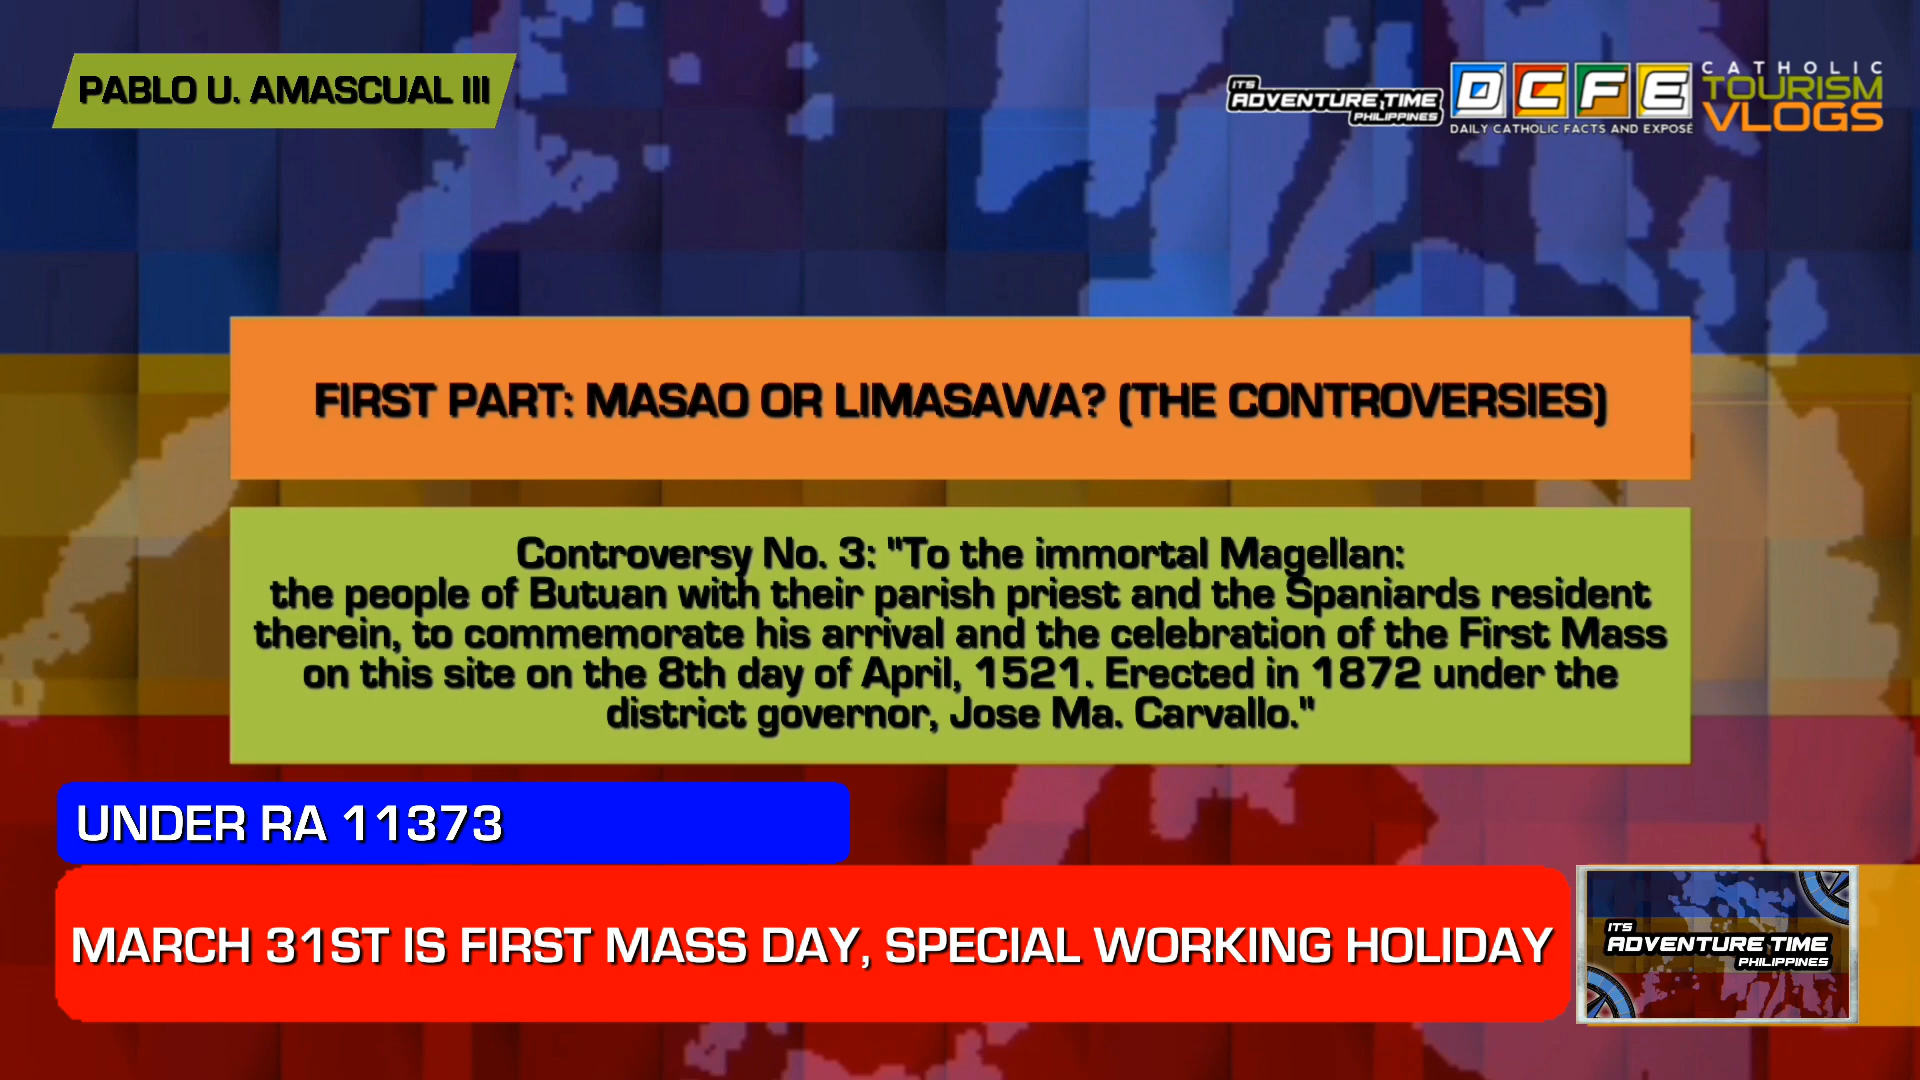 PABLO U. AMASCUAL III
IT'S
ADVENTURE TIME
PHILIPPINES
DCFE
DAILY CATHOLIC FACTS AND EXPOSÉ
CATHOLIC
TOURISM
VLOGS
FIRST PART: MASAO OR LIMASAWA? (THE CONTROVERSIES)
Controversy No. 3: "To the immortal Magellan:
the people of Butuan with their parish priest and the Spaniards resident
therein, to commemorate his arrival and the celebration of the First Mass
on this site on the 8th day of April, 1521. Erected in 1872 under the
district governor, Jose Ma. Carvallo."
UNDER RA 11373
MARCH 31ST IS FIRST MASS DAY, SPECIAL WORKING HOLIDAY
IT'S
ADVENTURE TIME
PHILIPPINES